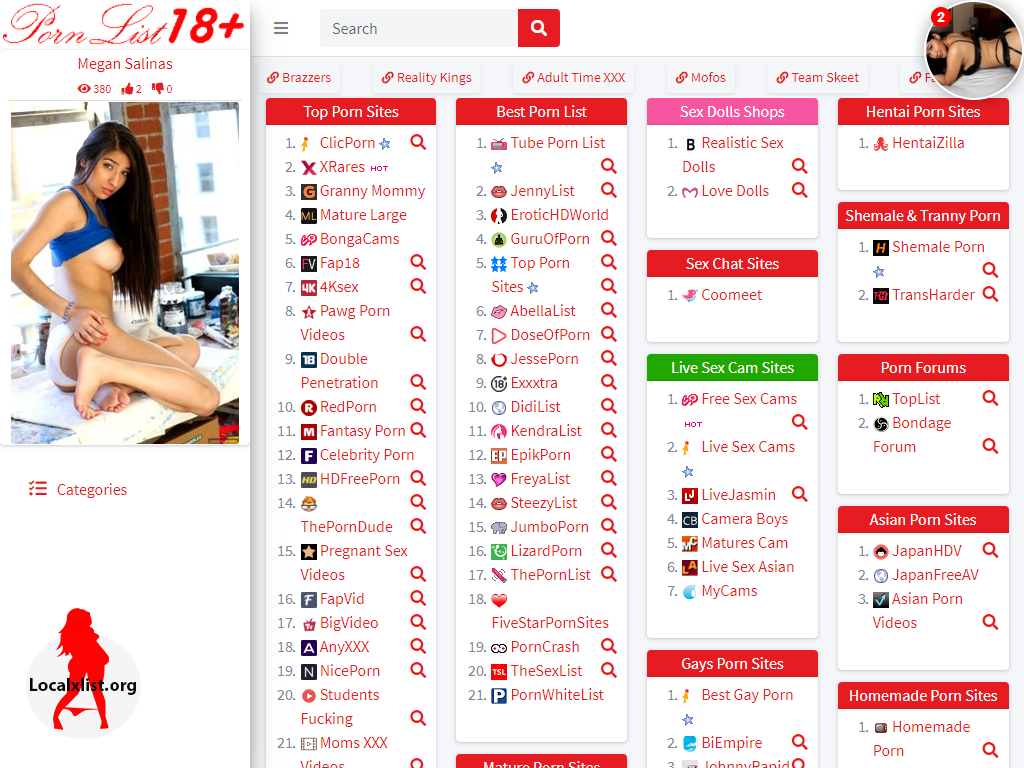 Porn List 18+
Megan Salinas
380 2 0
Categories
Localxlist.org
Search
2
Brazzers
Reality Kings
Adult Time XXX
Mofos
Team Skeet
Top Porn Sites
1. ClicPorn
2. XRares HOT
3. Granny Mommy
4. Mature Large
5. BongaCams
6. Fap18
7. 4Ksex
8. Pawg Porn
Videos
9. Double
Penetration
10. RedPorn
11. Fantasy Porn
12. Celebrity Porn
13. HDFreePorn
14.
ThePornDude
15. Pregnant Sex
Videos
16. FapVid
17. BigVideo
18. AnyXXX
19. NicePorn
20. Students
Fucking
21. Moms XXX
Videos
Best Porn List
1. Tube Porn List
2. JennyList
3. EroticHDWorld
4. GuruOfPorn
5. Top Porn
Sites
6. AbellaList
7. DoseOfPorn
8. JessePorn
9. Exxxtra
10. DidiList
11. KendraList
12. EpikPorn
13. FreyaList
14. SteezyList
15. JumboPorn
16. LizardPorn
17. ThePornList
18.
FiveStarPornSites
19. PornCrash
20. TheSexList
21. PornWhiteList
Mature Porn Sites
Sex Dolls Shops
1. Realistic Sex
Dolls
2. Love Dolls
Sex Chat Sites
1. Coomeet
Live Sex Cam Sites
1. Free Sex Cams
HOT
2. Live Sex Cams
3. LiveJasmin
4. Camera Boys
5. Matures Cam
6. Live Sex Asian
7. MyCams
Gays Porn Sites
1. Best Gay Porn
2. BiEmpire
3. JohnnyRapid
Hentai Porn Sites
1. HentaiZilla
Shemale & Tranny Porn
1. Shemale Porn
2. TransHarder
Porn Forums
1. TopList
2. Bondage
Forum
Asian Porn Sites
1. JapanHDV
2. JapanFreeAV
3. Asian Porn
Videos
Homemade Porn Sites
1. Homemade
Porn